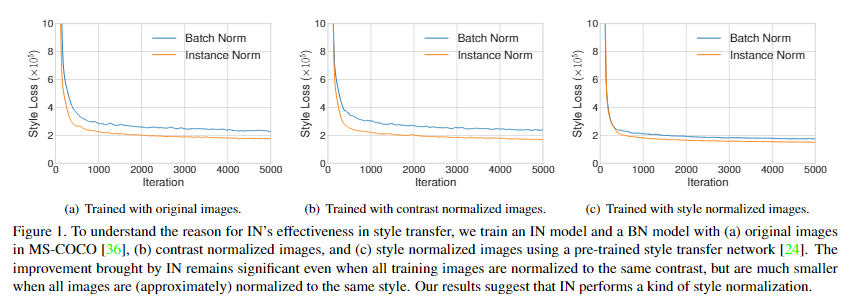 10
8
6
4
2
0
Style Loss (×10⁵)
Batch Norm
Instance Norm
0 1000 2000 3000 4000 5000
Iteration
10
8
6
4
2
0
Style Loss (×10⁵)
Batch Norm
Instance Norm
0 1000 2000 3000 4000 5000
Iteration
10
8
6
4
2
0
Style Loss (×10⁵)
Batch Norm
Instance Norm
0 1000 2000 3000 4000 5000
Iteration
(a) Trained with original images.
(b) Trained with contrast normalized images.
(c) Trained with style normalized images.
Figure 1. To understand the reason for IN's effectiveness in style transfer, we train an IN model and a BN model with (a) original images
in MS-COCO [36], (b) contrast normalized images, and (c) style normalized images using a pre-trained style transfer network [24]. The
improvement brought by IN remains significant even when all training images are normalized to the same contrast, but are much smaller
when all images are (approximately) normalized to the same style. Our results suggest that IN performs a kind of style normalization.